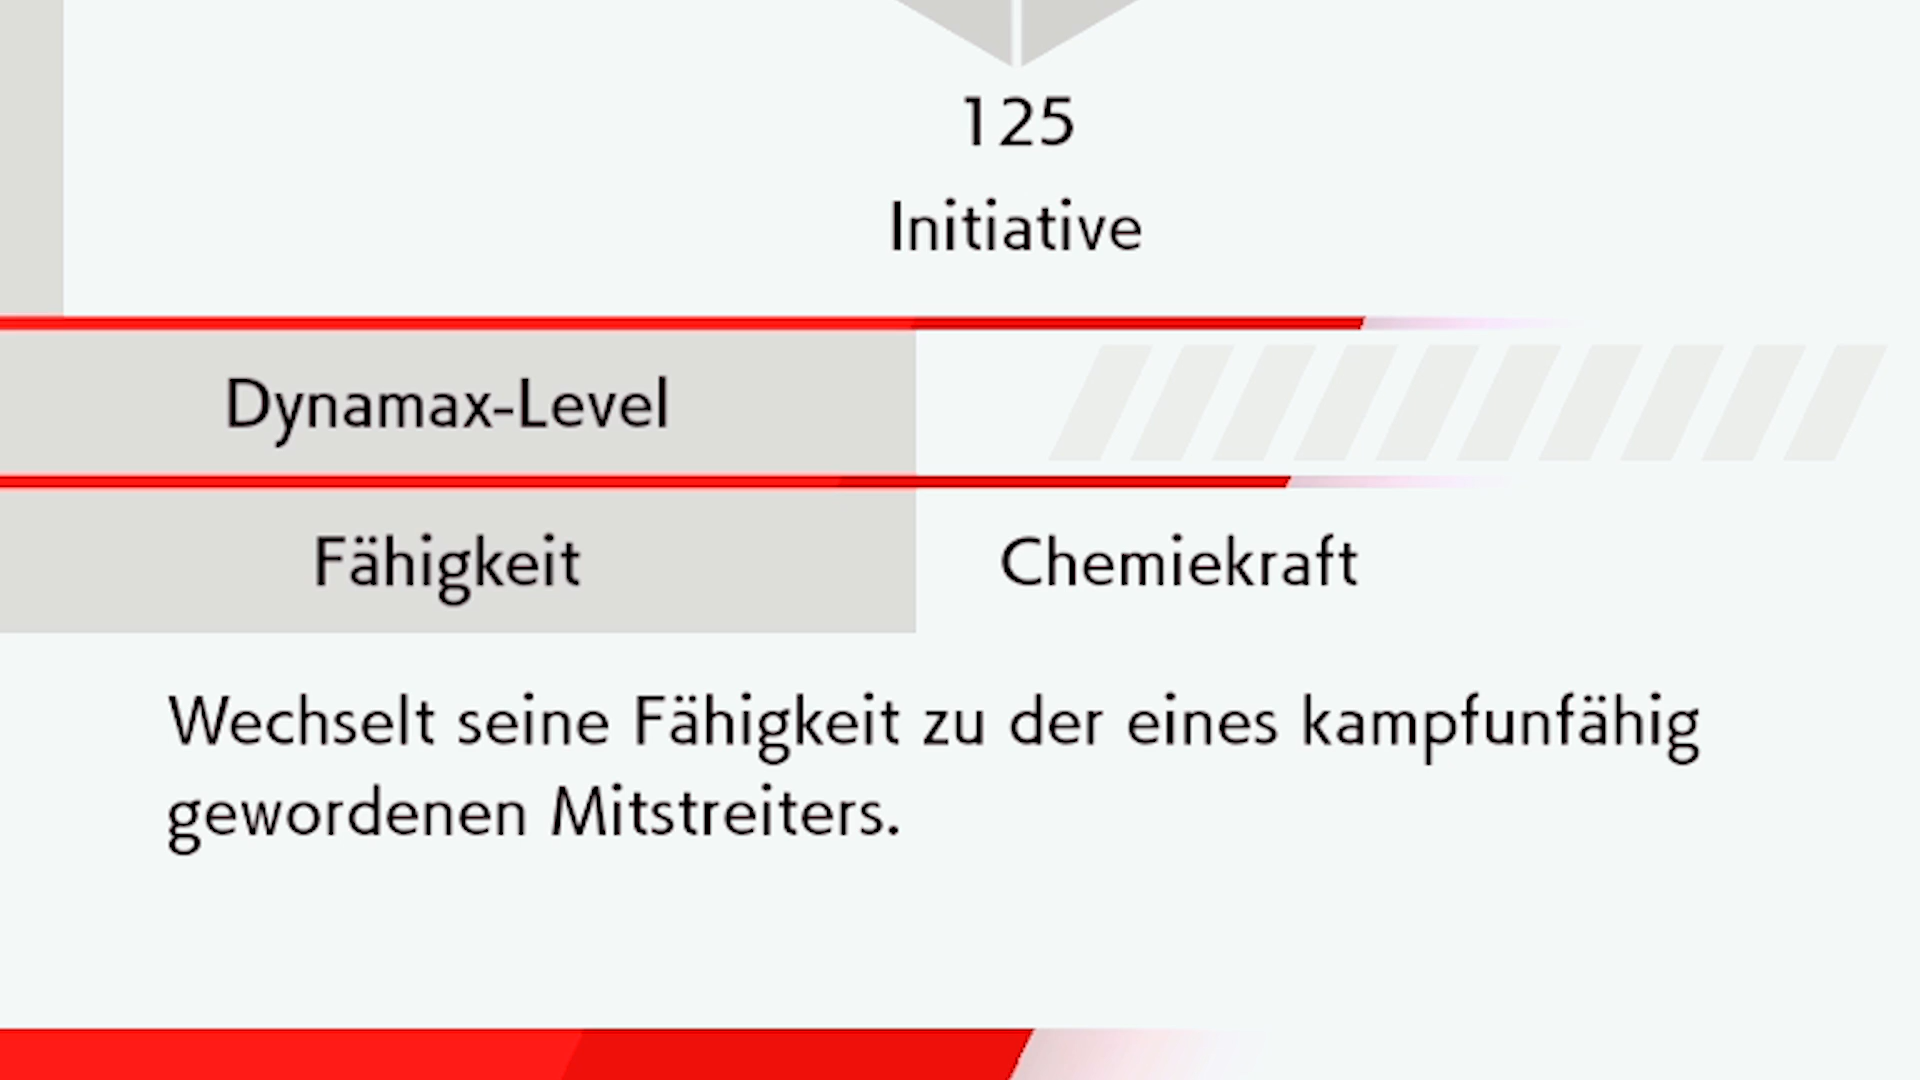 125
Initiative
Dynamax-Level
Fähigkeit
Chemiekraft
Wechselt seine Fähigkeit zu der eines kampfunfähig
gewordenen Mitstreiters.